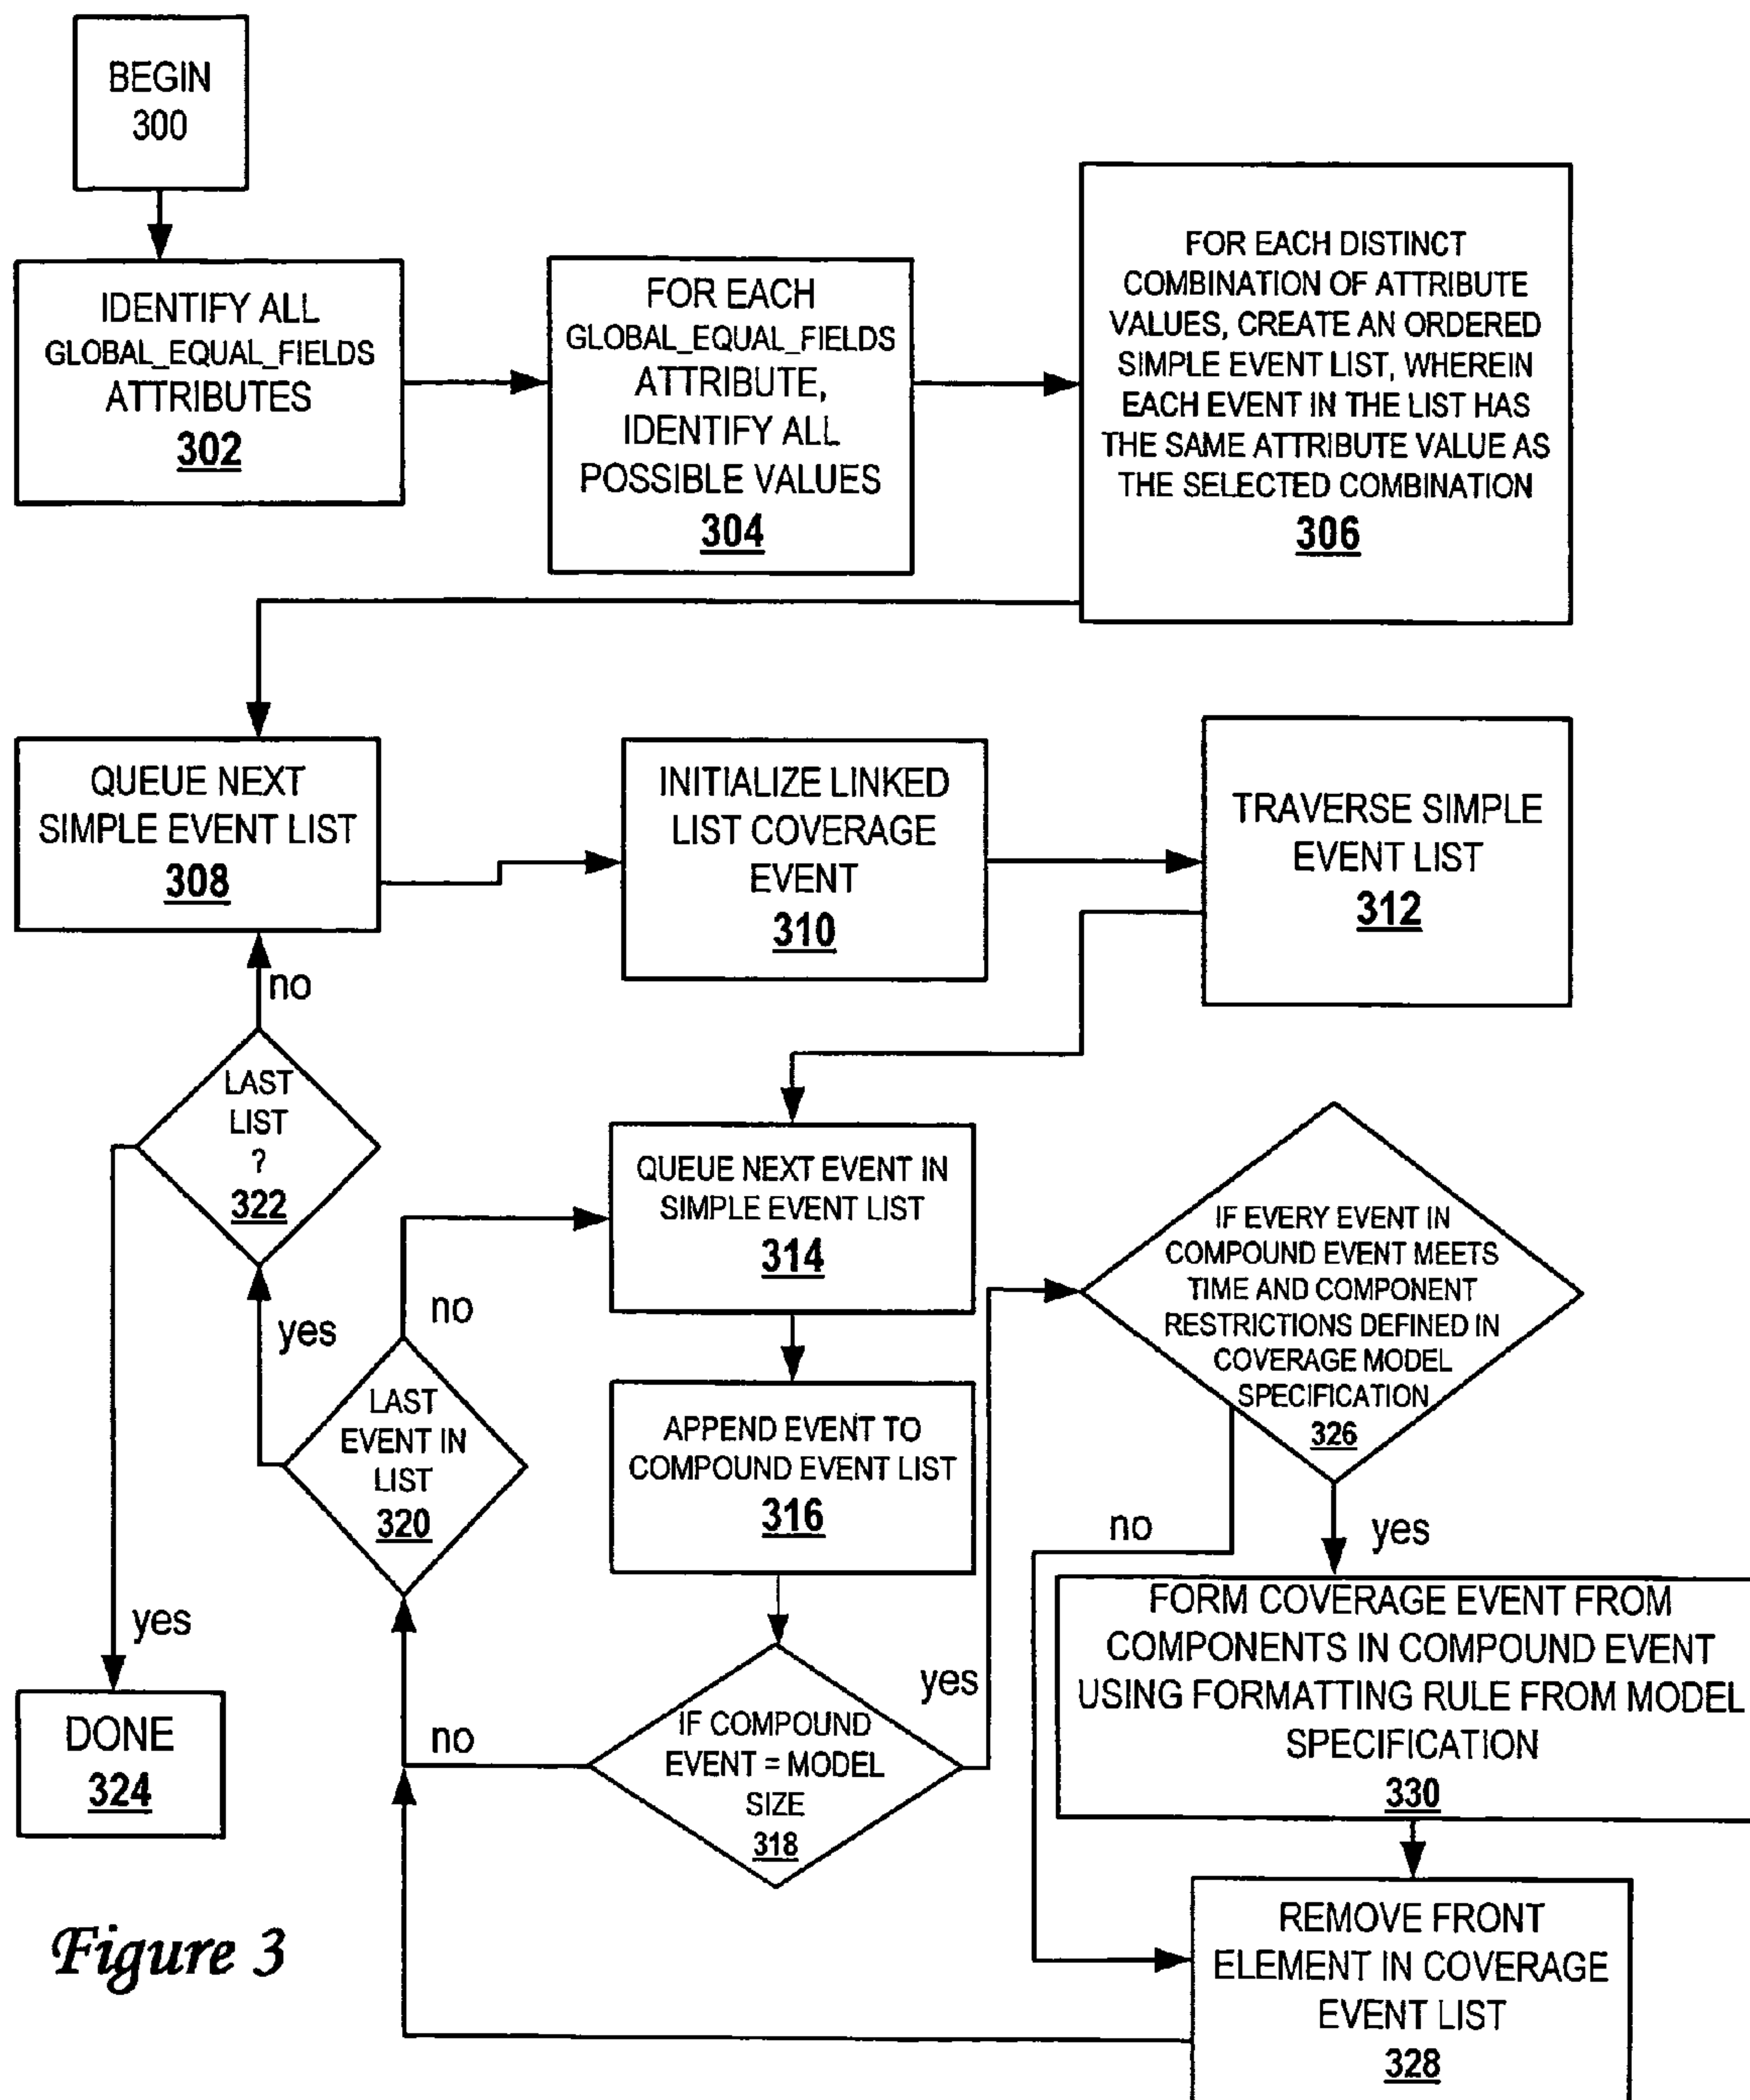 BEGIN
300
IDENTIFY ALL
GLOBAL_EQUAL_FIELDS
ATTRIBUTES
302
FOR EACH
GLOBAL_EQUAL_FIELDS
ATTRIBUTE,
IDENTIFY ALL
POSSIBLE VALUES
304
FOR EACH DISTINCT
COMBINATION OF ATTRIBUTE
VALUES, CREATE AN ORDERED
SIMPLE EVENT LIST, WHEREIN
EACH EVENT IN THE LIST HAS
THE SAME ATTRIBUTE VALUE AS
THE SELECTED COMBINATION
306
QUEUE NEXT
SIMPLE EVENT LIST
308
INITIALIZE LINKED
LIST COVERAGE
EVENT
310
TRAVERSE SIMPLE
EVENT LIST
312
no
LAST
LIST
?
322
yes
yes
DONE
324
LAST
EVENT IN
LIST
320
no
QUEUE NEXT EVENT IN
SIMPLE EVENT LIST
314
APPEND EVENT TO
COMPOUND EVENT LIST
316
IF COMPOUND
EVENT = MODEL
SIZE
318
no
yes
IF EVERY EVENT IN
COMPOUND EVENT MEETS
TIME AND COMPONENT
RESTRICTIONS DEFINED IN
COVERAGE MODEL
SPECIFICATION
326
no
yes
FORM COVERAGE EVENT FROM
COMPONENTS IN COMPOUND EVENT
USING FORMATTING RULE FROM MODEL
SPECIFICATION
330
REMOVE FRONT
ELEMENT IN COVERAGE
EVENT LIST
328
Figure 3